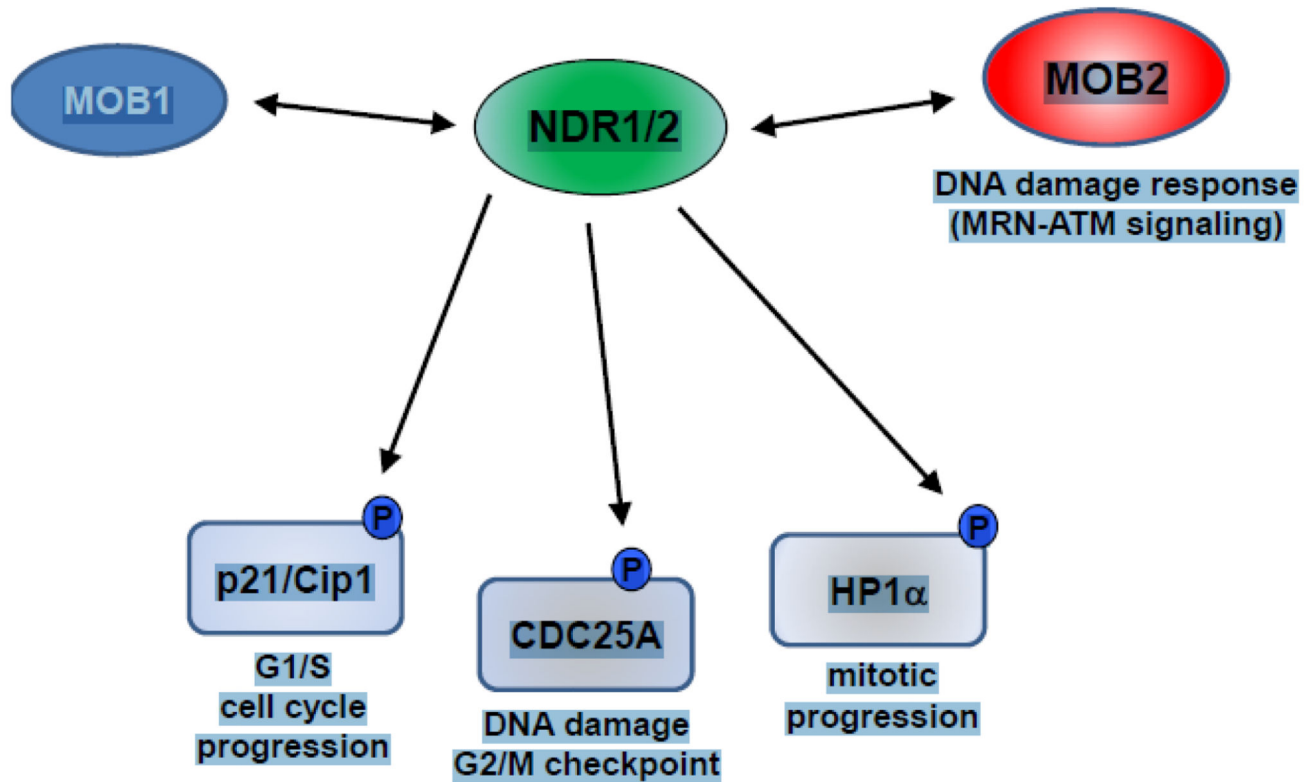 MOB1
NDR1/2
MOB2
DNA damage response
(MRN-ATM signaling)
P
p21/Cip1
G1/S
cell cycle
progression
P
CDC25A
DNA damage
G2/M checkpoint
P
HP1α
mitotic
progression